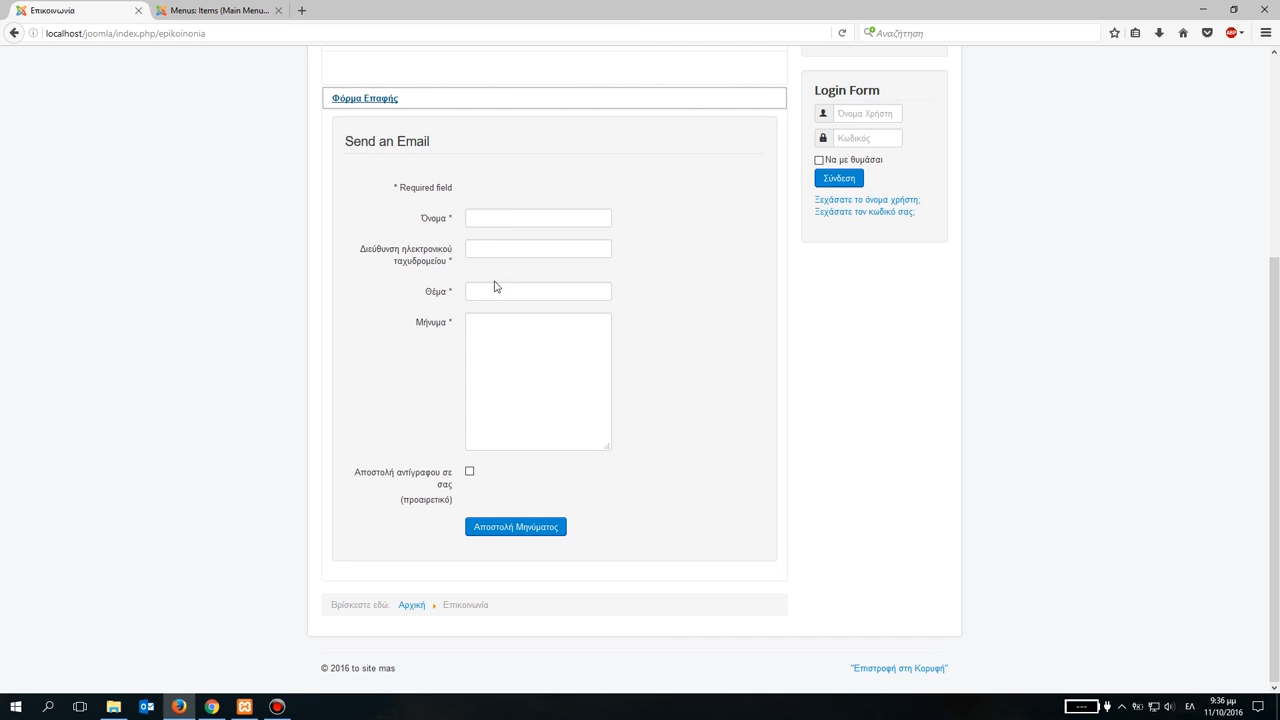 Επικοινωνία
Menus: Items (Main Menu...
localhost/joomla/index.php/epikoinonia
Αναζήτηση
ABP
Φόρμα Επαφής
Send an Email
* Required field
Όνομα *
Διεύθυνση ηλεκτρονικού
ταχυδρομείου *
Θέμα *
Μήνυμα *
Αποστολή αντίγραφου σε
σας
(προαιρετικό)
Αποστολή Μηνύματος
Login Form
Όνομα Χρήστη
Κωδικός
Να με θυμάσαι
Σύνδεση
Ξεχάσατε το όνομα χρήστη;
Ξεχάσατε τον κωδικό σας;
Βρίσκεστε εδώ: Αρχική Επικοινωνία
© 2016 to site mas
"Επιστροφή στη Κορυφή"
ΕΛ
9:36 μμ
11/10/2016